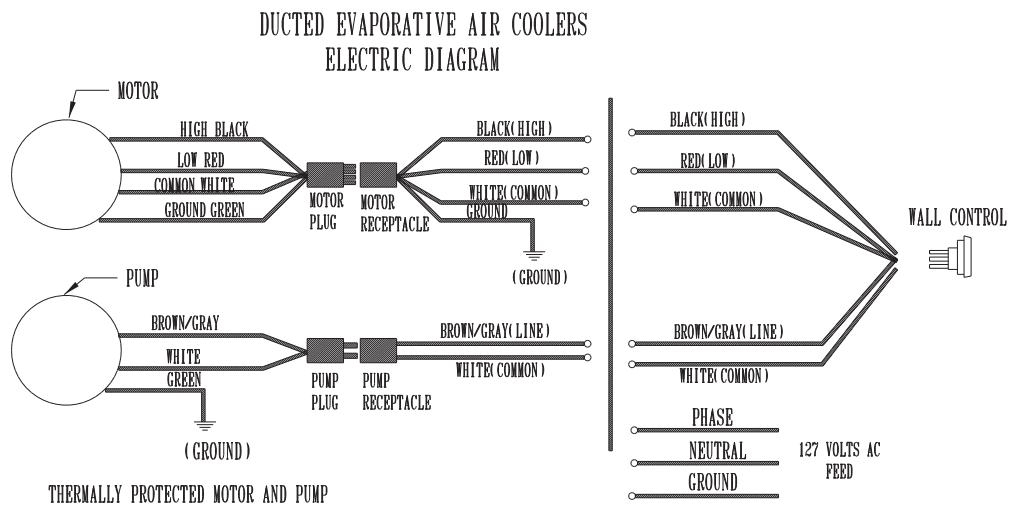 DUCTED EVAPORATIVE AIR COOLERS
ELECTRIC DIAGRAM
MOTOR
HIGH BLACK
LOW RED
COMMON WHITE
GROUND GREEN
MOTOR
PLUG
MOTOR
RECEPTACLE
BLACK(HIGH)
RED(LOW)
WHITE(COMMON)
GROUND
(GROUND)
BLACK(HIGH)
RED(LOW)
WHITE(COMMON)
WALL CONTROL
PUMP
BROWN/GRAY
WHITE
GREEN
(GROUND)
PUMP
PLUG
PUMP
RECEPTACLE
BROWN/GRAY(LINE)
WHITE(COMMON)
BROWN/GRAY(LINE)
WHITE(COMMON)
PHASE
NEUTRAL
GROUND
127 VOLTS AC
FEED
THERMALLY PROTECTED MOTOR AND PUMP